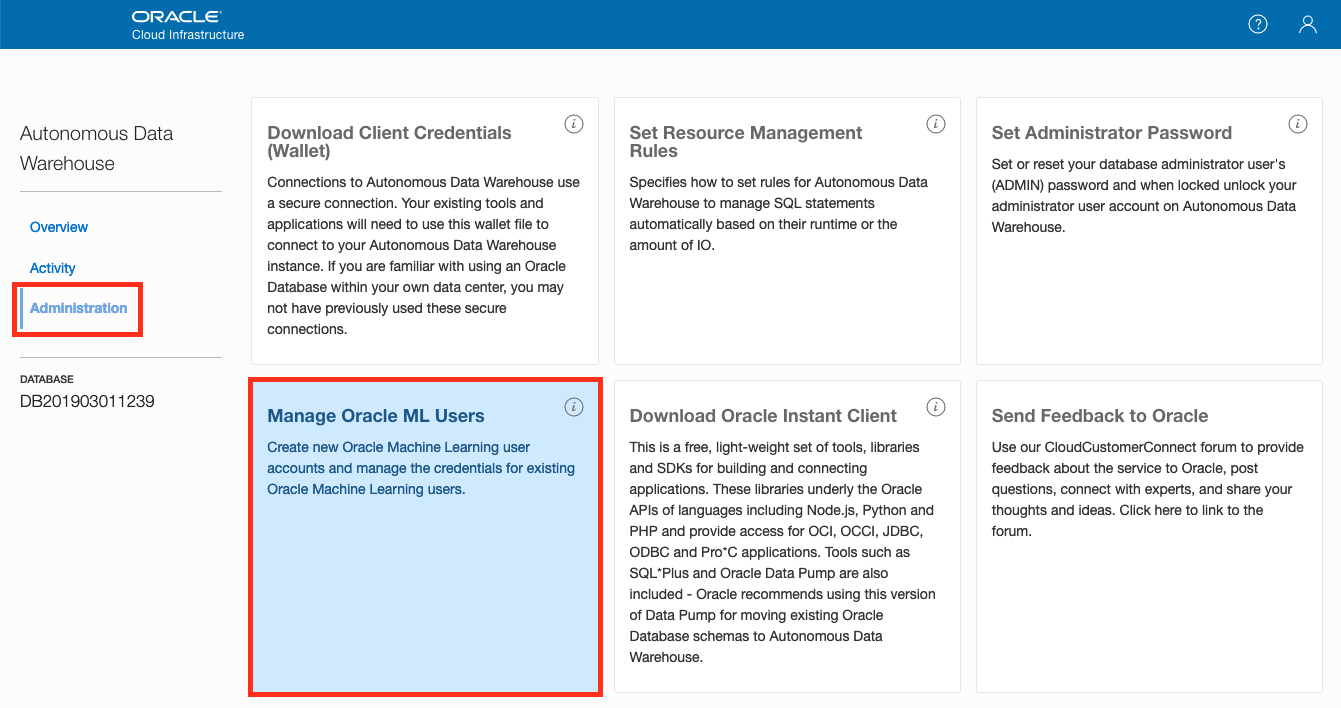 ORACLE
Cloud Infrastructure
Autonomous Data
Warehouse
Overview
Activity
Administration
DATABASE
DB201903011239
Download Client Credentials
(Wallet)
Connections to Autonomous Data Warehouse use
a secure connection. Your existing tools and
applications will need to use this wallet file to
connect to your Autonomous Data Warehouse
instance. If you are familiar with using an Oracle
Database within your own data center, you may
not have previously used these secure
connections.
Set Resource Management
Rules
Specifies how to set rules for Autonomous Data
Warehouse to manage SQL statements
automatically based on their runtime or the
amount of IO.
Set Administrator Password
Set or reset your database administrator user's
(ADMIN) password and when locked unlock your
administrator user account on Autonomous Data
Warehouse.
Manage Oracle ML Users
Create new Oracle Machine Learning user
accounts and manage the credentials for existing
Oracle Machine Learning users.
Download Oracle Instant Client
This is a free, light-weight set of tools, libraries
and SDKs for building and connecting
applications. These libraries underly the Oracle
APIs of languages including Node.js, Python and
PHP and provide access for OCI, OCCI, JDBC,
ODBC and Pro*C applications. Tools such as
SQL*Plus and Oracle Data Pump are also
included - Oracle recommends using this version
of Data Pump for moving existing Oracle
Database schemas to Autonomous Data
Warehouse.
Send Feedback to Oracle
Use our CloudCustomerConnect forum to provide
feedback about the service to Oracle, post
questions, connect with experts, and share your
thoughts and ideas. Click here to link to the
forum.